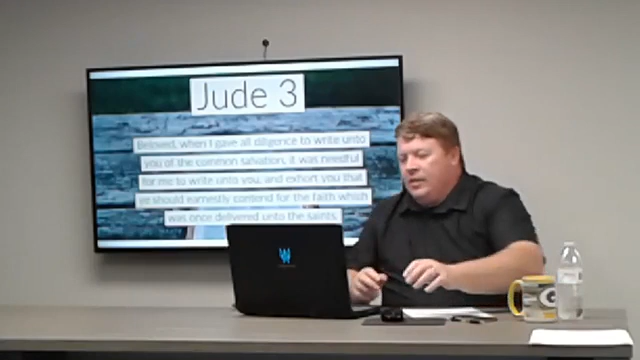 Jude 3
Beloved, when I gave all diligence to write unto
you of the common salvation, it was needful
for me to write unto you, and exhort you that
ye should earnestly contend for the faith which
was once delivered unto the saints.